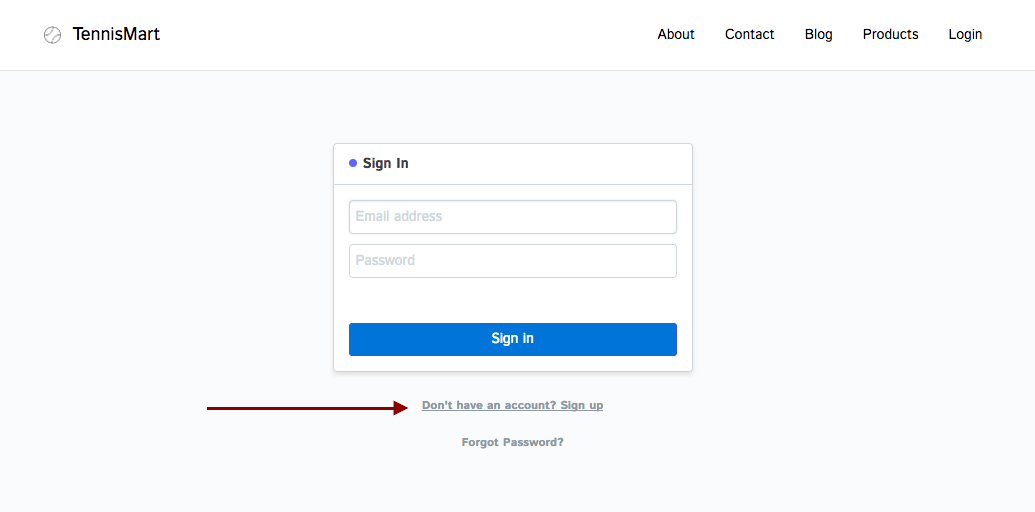 TennisMart
About Contact Blog Products Login
Sign In
Email address
Password
Sign in
Don't have an account? Sign up
Forgot Password?